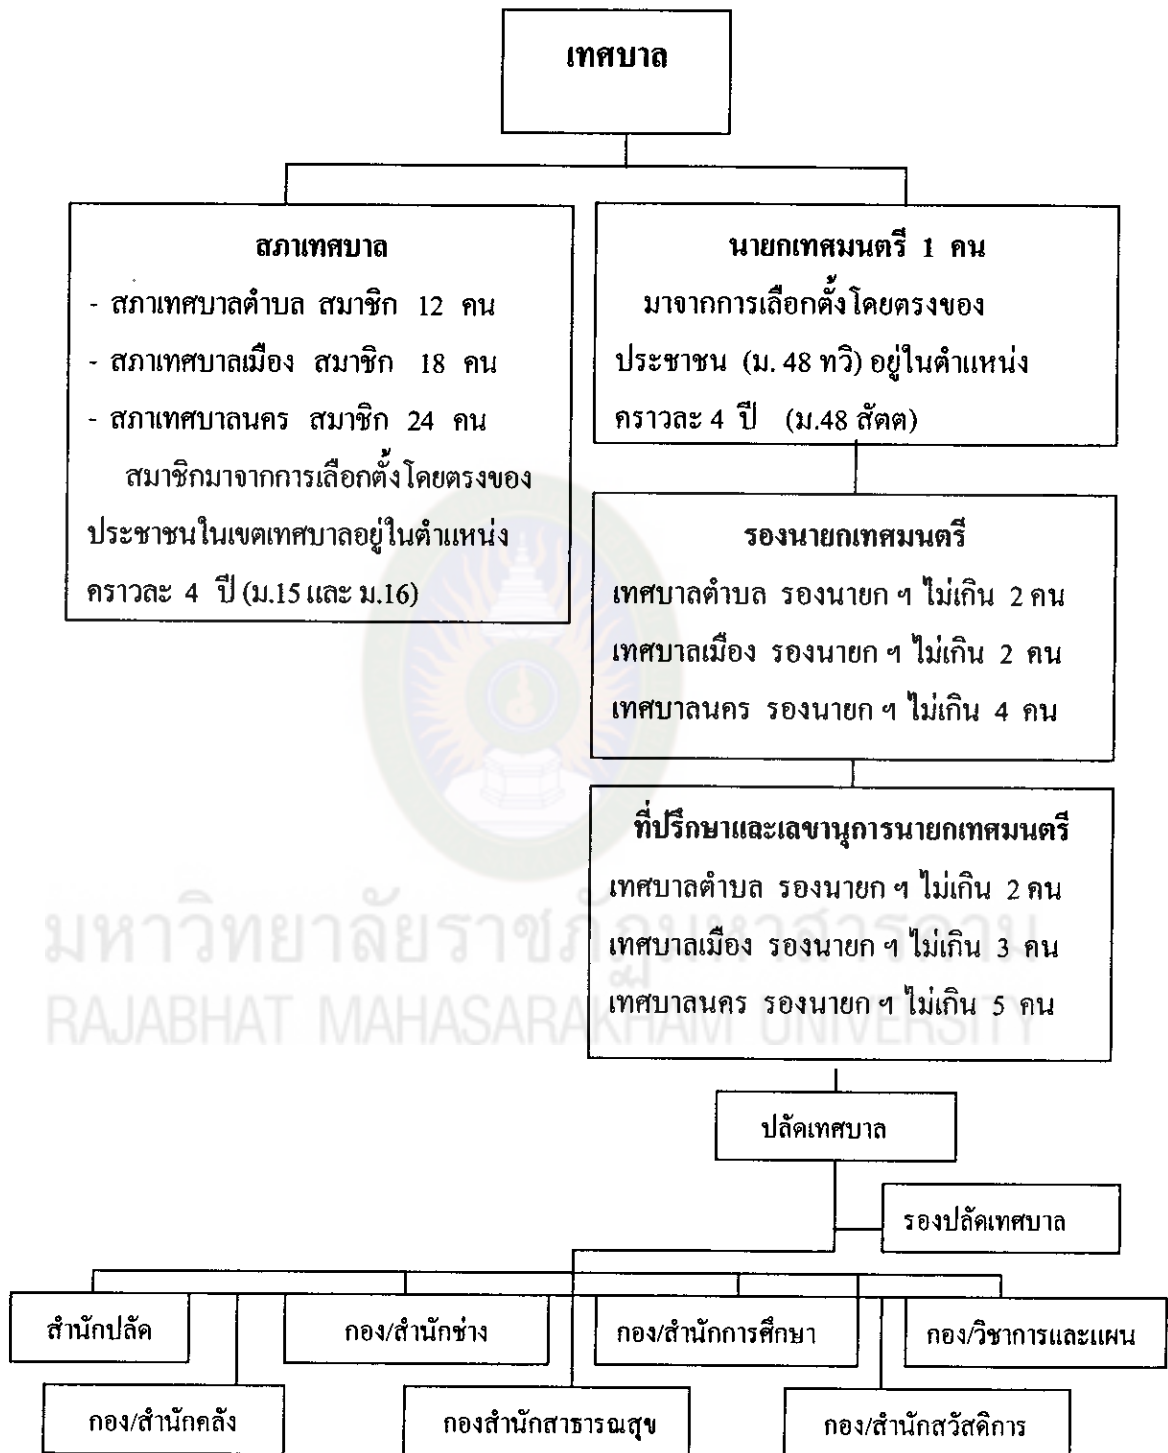 เทศบาล
สภาเทศบาล
- สภาเทศบาลตำบล สมาชิก 12 คน
- สภาเทศบาลเมือง สมาชิก 18 คน
- สภาเทศบาลนคร สมาชิก 24 คน
สมาชิกมาจากการเลือกตั้งโดยตรงของ
ประชาชนในเขตเทศบาลอยู่ในตำแหน่ง
คราวละ 4 ปี (ม.15 และ ม.16)
นายกเทศมนตรี 1 คน
มาจากการเลือกตั้งโดยตรงของ
ประชาชน (ม. 48 ทวิ) อยู่ในตำแหน่ง
คราวละ 4 ปี (ม.48 สัตต)
รองนายกเทศมนตรี
เทศบาลตำบล รองนายก ฯ ไม่เกิน 2 คน
เทศบาลเมือง รองนายก ฯ ไม่เกิน 2 คน
เทศบาลนคร รองนายก ฯ ไม่เกิน 4 คน
ที่ปรึกษาและเลขานุการนายกเทศมนตรี
เทศบาลตำบล รองนายก ฯ ไม่เกิน 2 คน
เทศบาลเมือง รองนายก ฯ ไม่เกิน 3 คน
เทศบาลนคร รองนายก ฯ ไม่เกิน 5 คน
มหาวิทยาลัยราชภัฏมหาสารคาม
RAJABHAT MAHASARAKHAM UNIVERSITY
ปลัดเทศบาล
รองปลัดเทศบาล
สำนักปลัด
กอง/สำนักช่าง
กอง/สำนักการศึกษา
กอง/วิชาการและแผน
กอง/สำนักคลัง
กองสำนักสาธารณสุข
กอง/สำนักสวัสดิการ